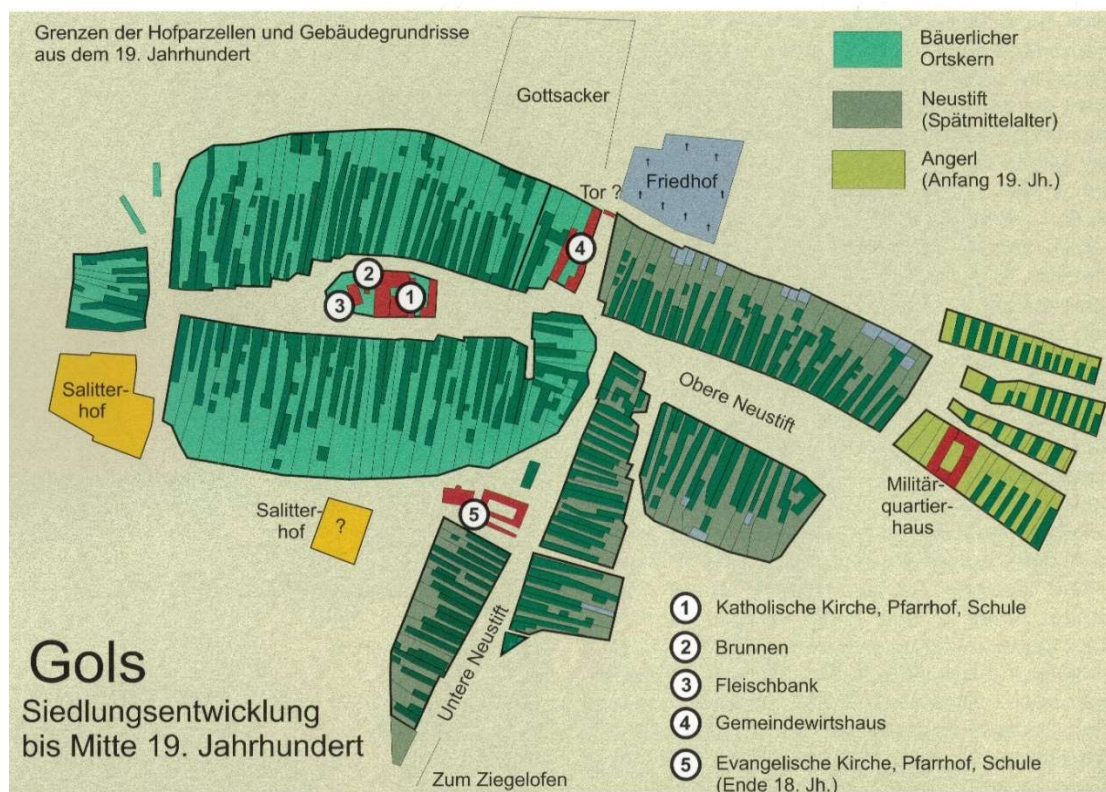 Grenzen der Hofparzellen und Gebäudegrundrisse
aus dem 19. Jahrhundert
Gottsacker
Bäuerlicher
Ortskern
Neustift
(Spätmittelalter)
Angerl
(Anfang 19. Jh.)
Tor ?
Friedhof
4
2
1
3
Salitter-
hof
Obere Neustift
Militär-
quartier-
haus
Salitter-
hof
?
5
Untere Neustift
Zum Ziegelofen
Gols
Siedlungsentwicklung
bis Mitte 19. Jahrhundert
1 Katholische Kirche, Pfarrhof, Schule
2 Brunnen
3 Fleischbank
4 Gemeindewirtshaus
5 Evangelische Kirche, Pfarrhof, Schule
(Ende 18. Jh.)